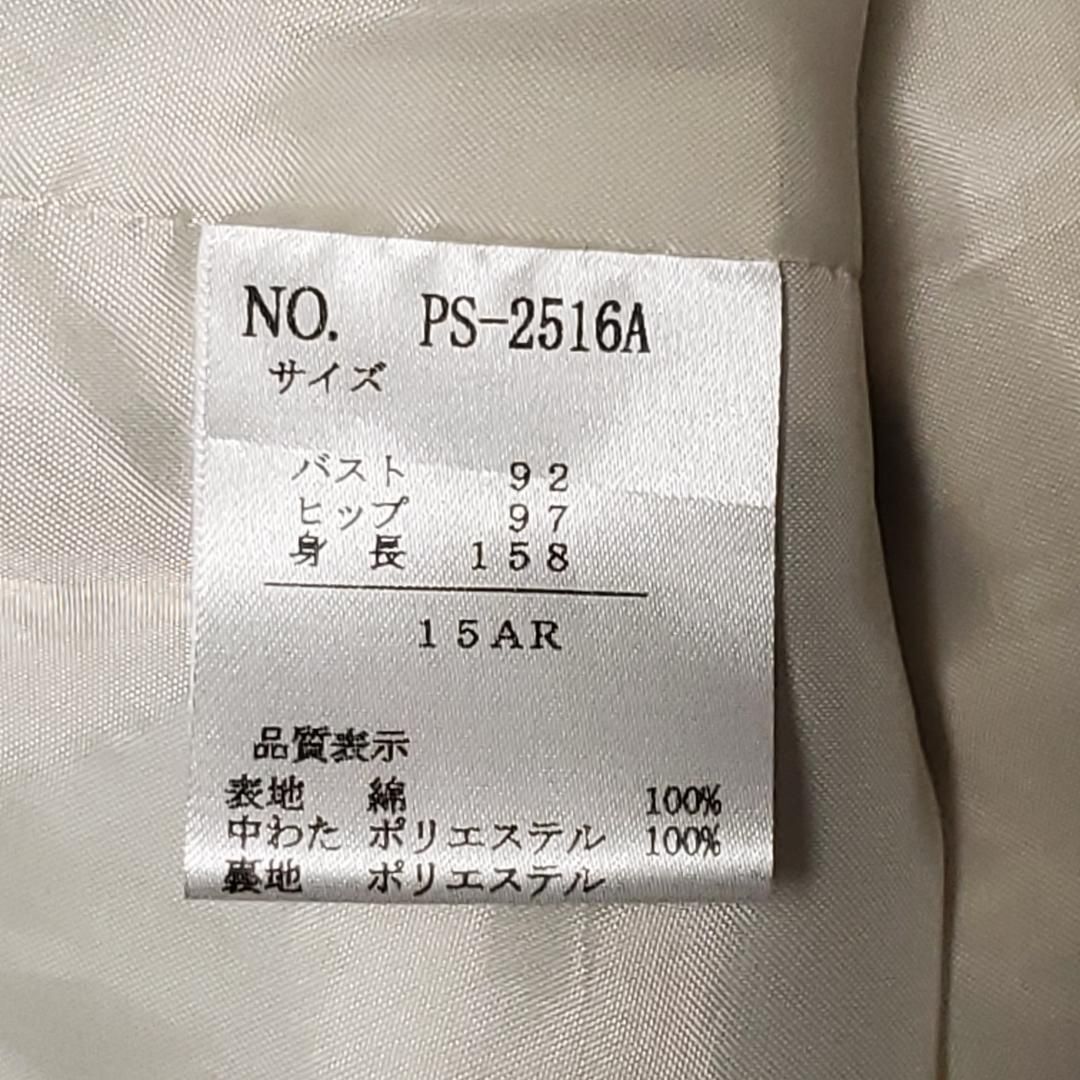 NO. PS-2516A
サイズ
バスト 92
ヒップ 97
身長 158
15AR
品質表示
表地 綿 100%
中わた ポリエステル 100%
裏地 ポリエステル